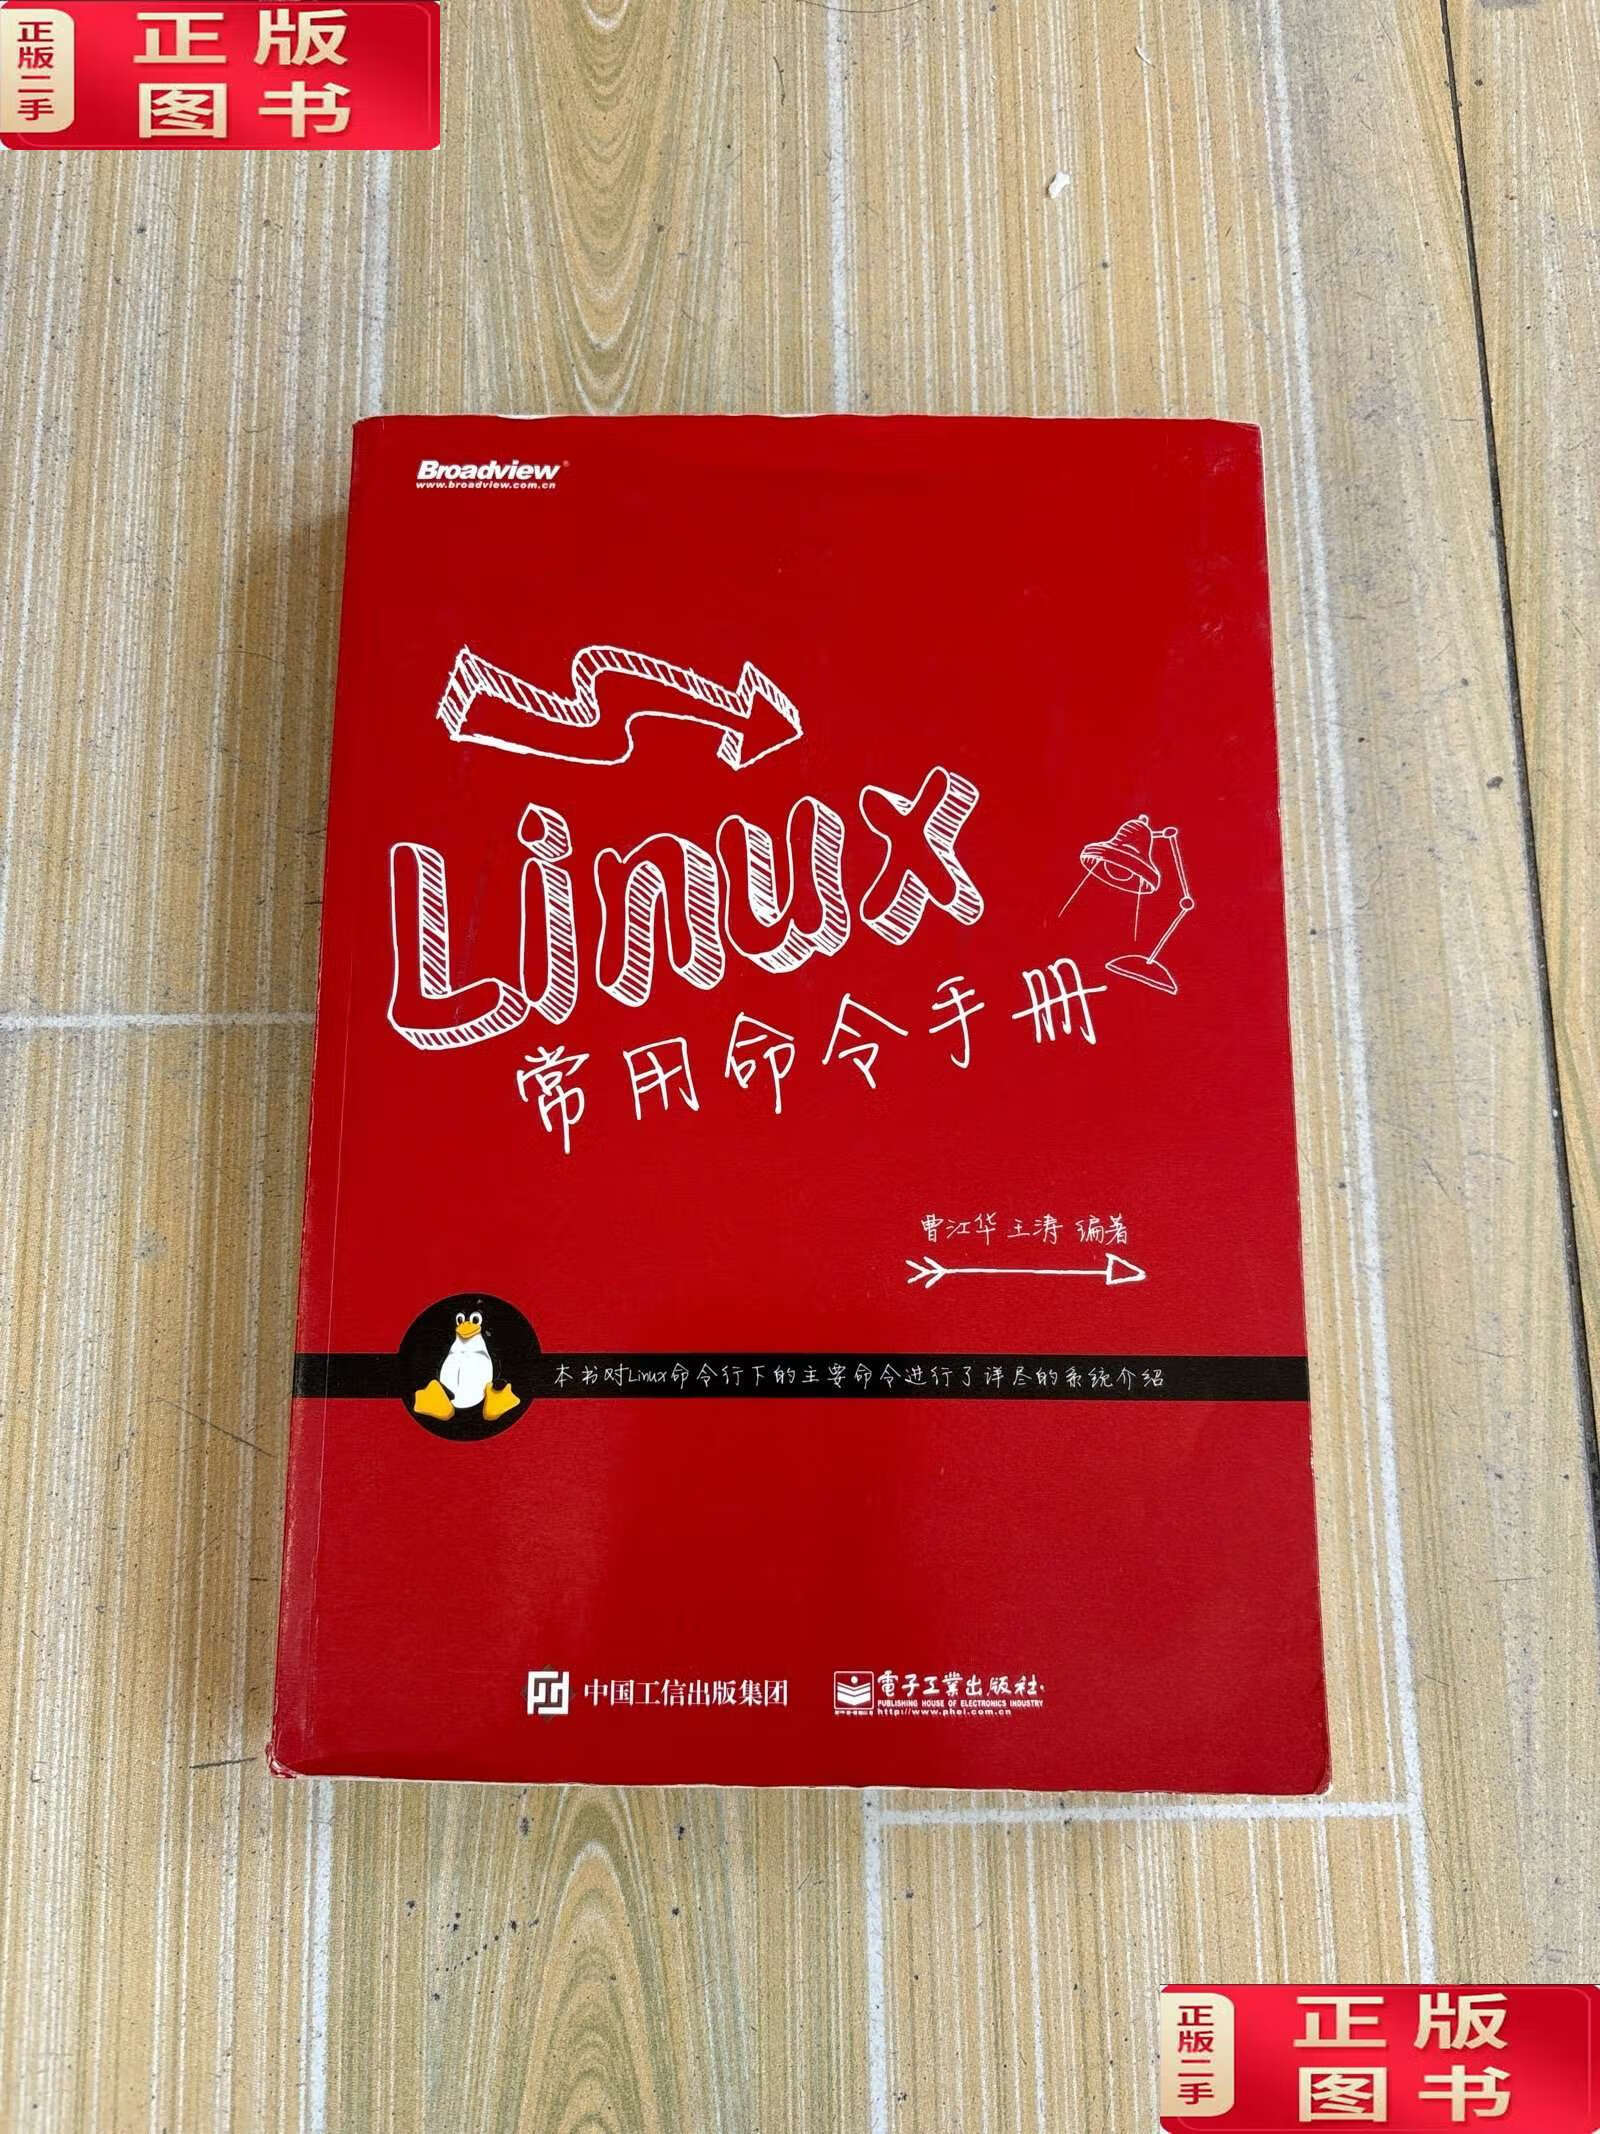 正版二手
正版
图书
Broadview
www.broadview.com.cn
Linux
常用命令手册
曹江华 王涛 编著
本书对Linux命令行下的主要命令进行了详尽的系统介绍
中国工信出版集团
電子工業出版社
PUBLISHING HOUSE OF ELECTRONICS INDUSTRY
http://www.phei.com.cn
正版二手
正版
图书